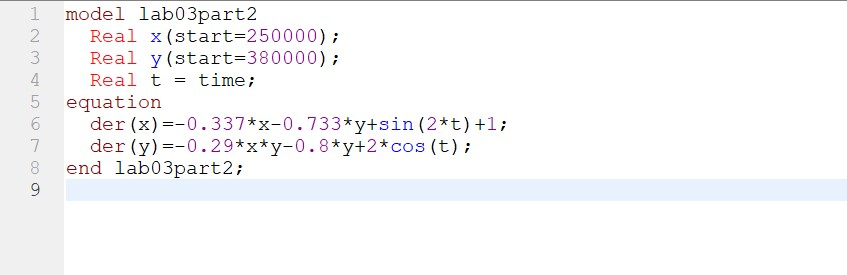 1 model lab03part2
2   Real x(start=250000);
3   Real y(start=380000);
4   Real t = time;
5 equation
6   der(x)=-0.337*x-0.733*y+sin(2*t)+1;
7   der(y)=-0.29*x*y-0.8*y+2*cos(t);
8 end lab03part2;
9